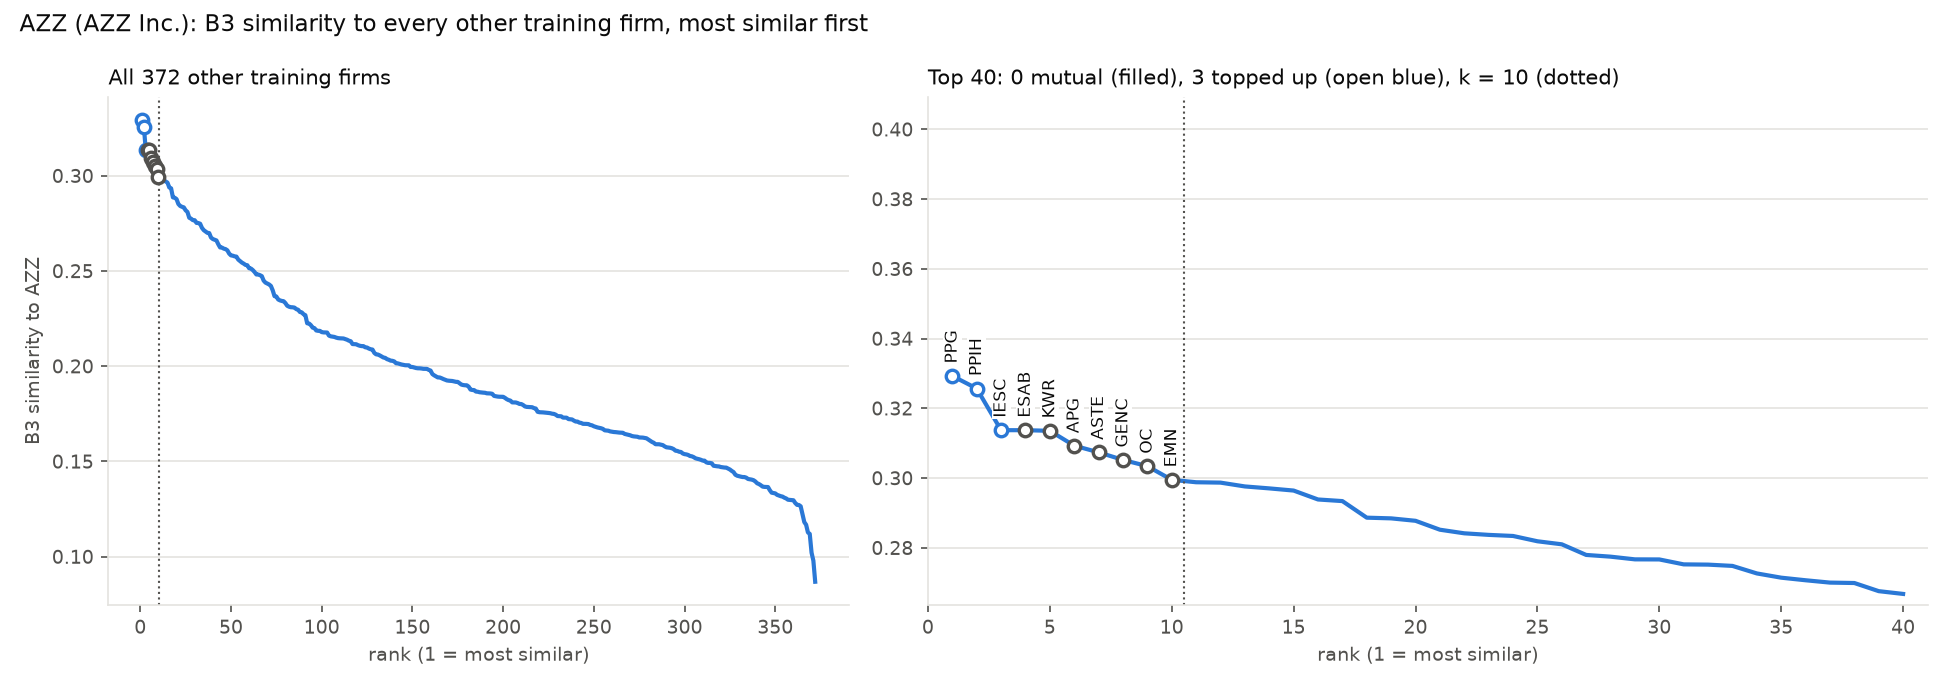 AZZ (AZZ Inc.): B3 similarity to every other training firm, most similar first
All 372 other training firms
B3 similarity to AZZ
0.30
0.25
0.20
0.15
0.10
0
50
100
150
200
250
300
350
rank (1 = most similar)
Top 40: 0 mutual (filled), 3 topped up (open blue), k = 10 (dotted)
0.40
0.38
0.36
0.34
0.32
0.30
0.28
PPG
PPIH
IESC
ESAB
KWR
APG
ASTE
GENC
OC
EMN
0
5
10
15
20
25
30
35
40
rank (1 = most similar)